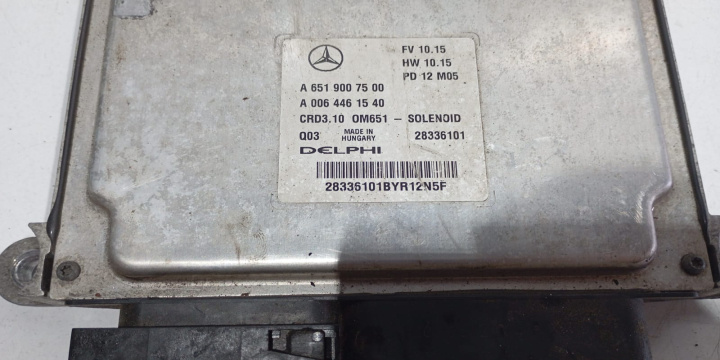 FV 10.15
HW 10.15
PD 12 M05
A 651 900 75 00
A 006 446 15 40
CRD3.10 OM651 - SOLENOID
Q03 MADE IN HUNGARY 28336101
DELPHI
28336101BYR12N5F